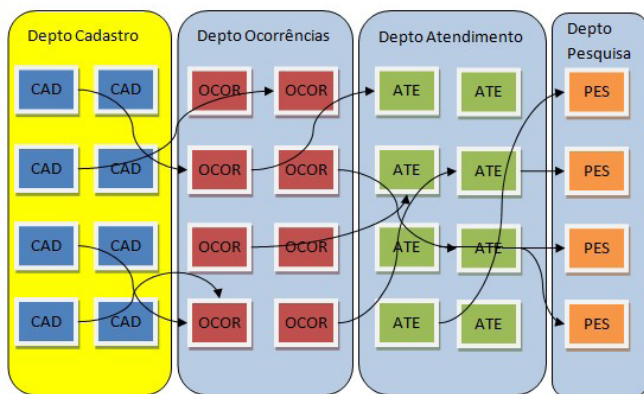 Depto Cadastro
Depto Ocorrências
Depto Atendimento
Depto
Pesquisa
CAD CAD OCOR OCOR ATE ATE PES
CAD CAD OCOR OCOR ATE ATE PES
CAD CAD OCOR OCOR ATE ATE PES
CAD CAD OCOR OCOR ATE ATE PES